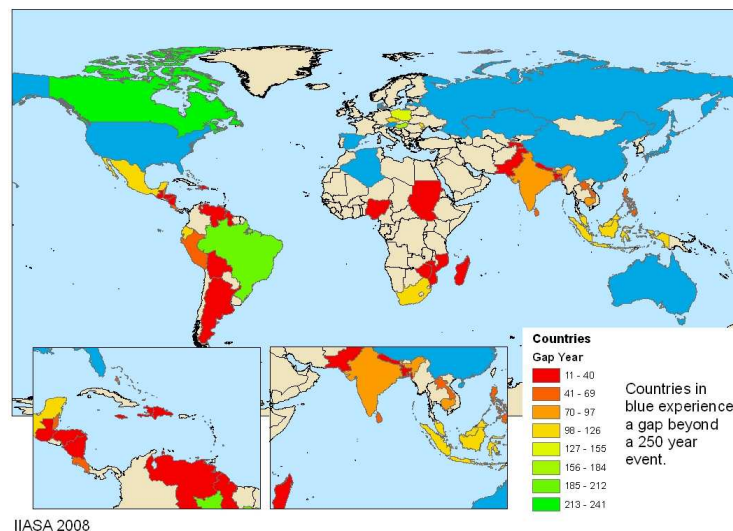 Countries
Gap Year
11 - 40
41 - 69
70 - 97
98 - 126
127 - 155
156 - 184
185 - 212
213 - 241
Countries in
blue experience
a gap beyond
a 250 year
event.
IIASA 2008